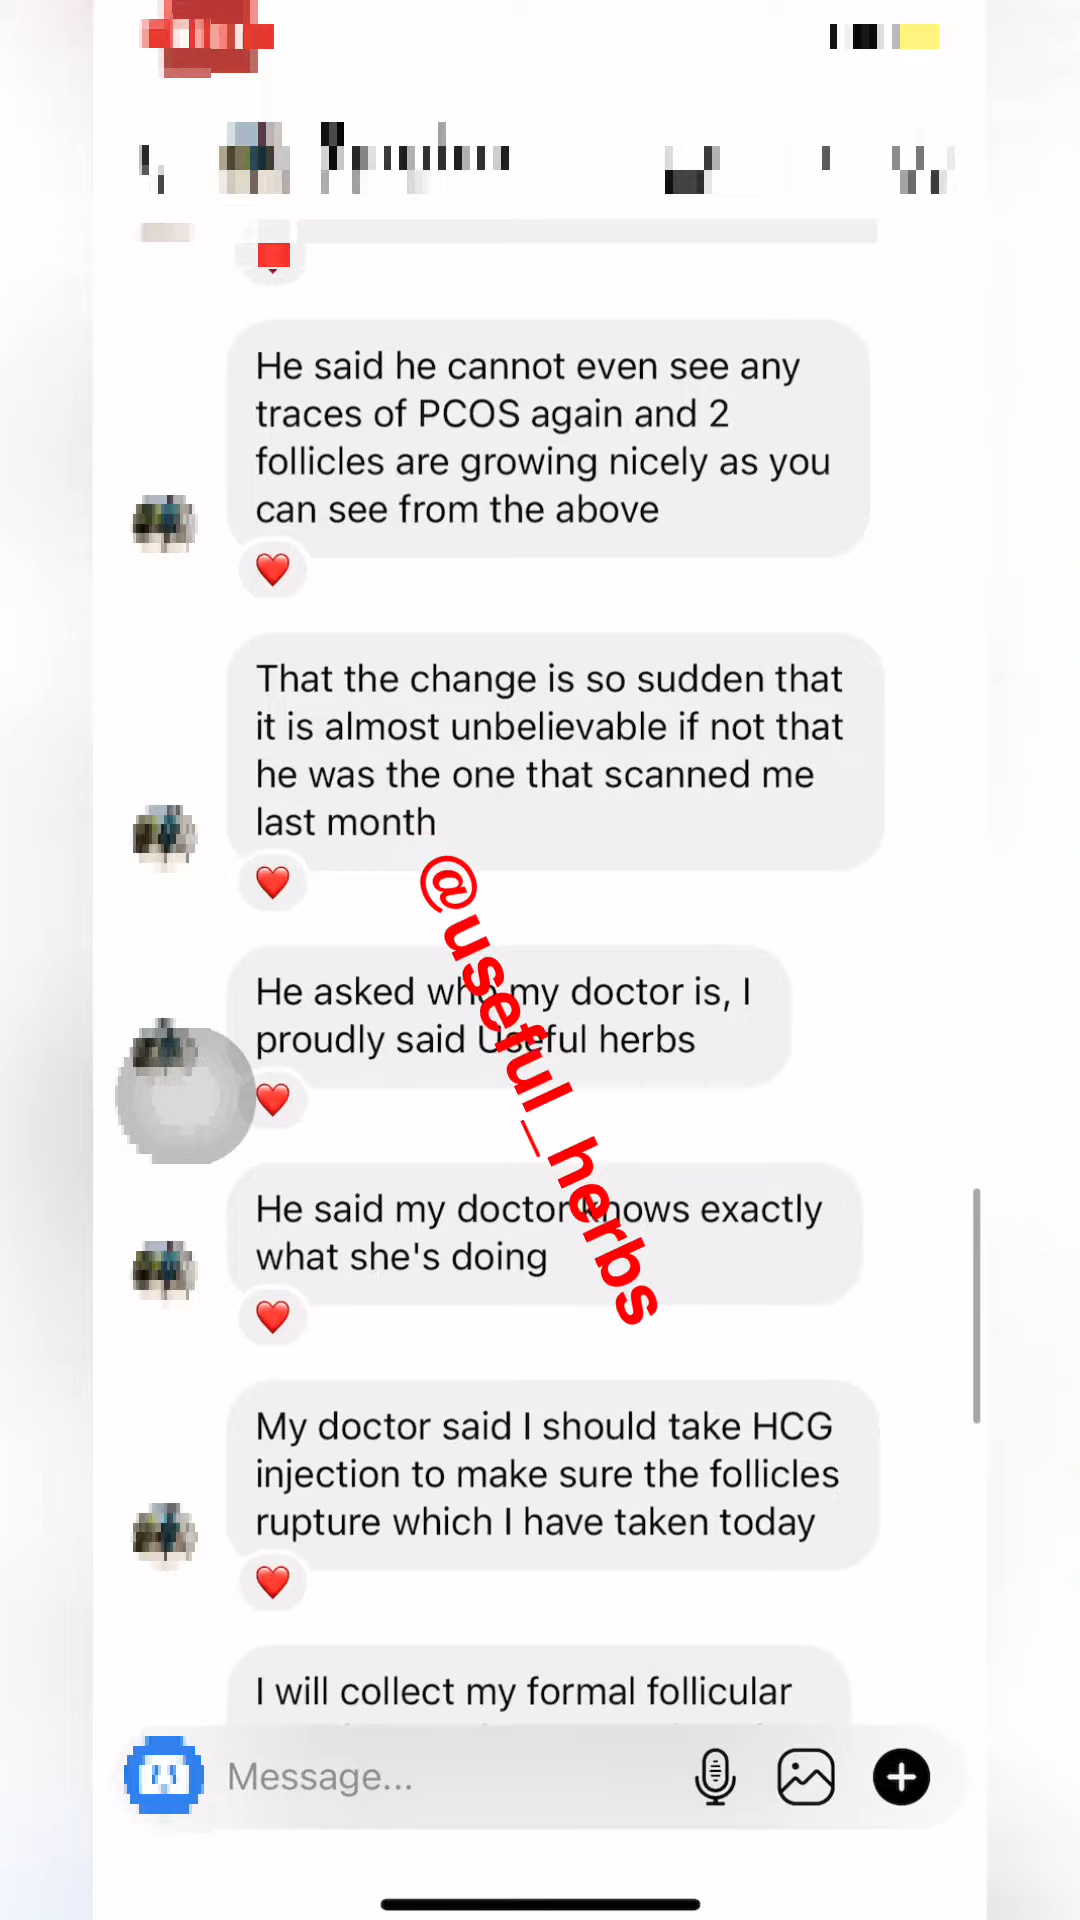 He said he cannot even see any
traces of PCOS again and 2
follicles are growing nicely as you
can see from the above
That the change is so sudden that
it is almost unbelievable if not that
he was the one that scanned me
last month
@useful_herbs
He asked who my doctor is, I
proudly said Useful herbs
He said my doctor knows exactly
what she's doing
My doctor said I should take HCG
injection to make sure the follicles
rupture which I have taken today
I will collect my formal follicular
Message...